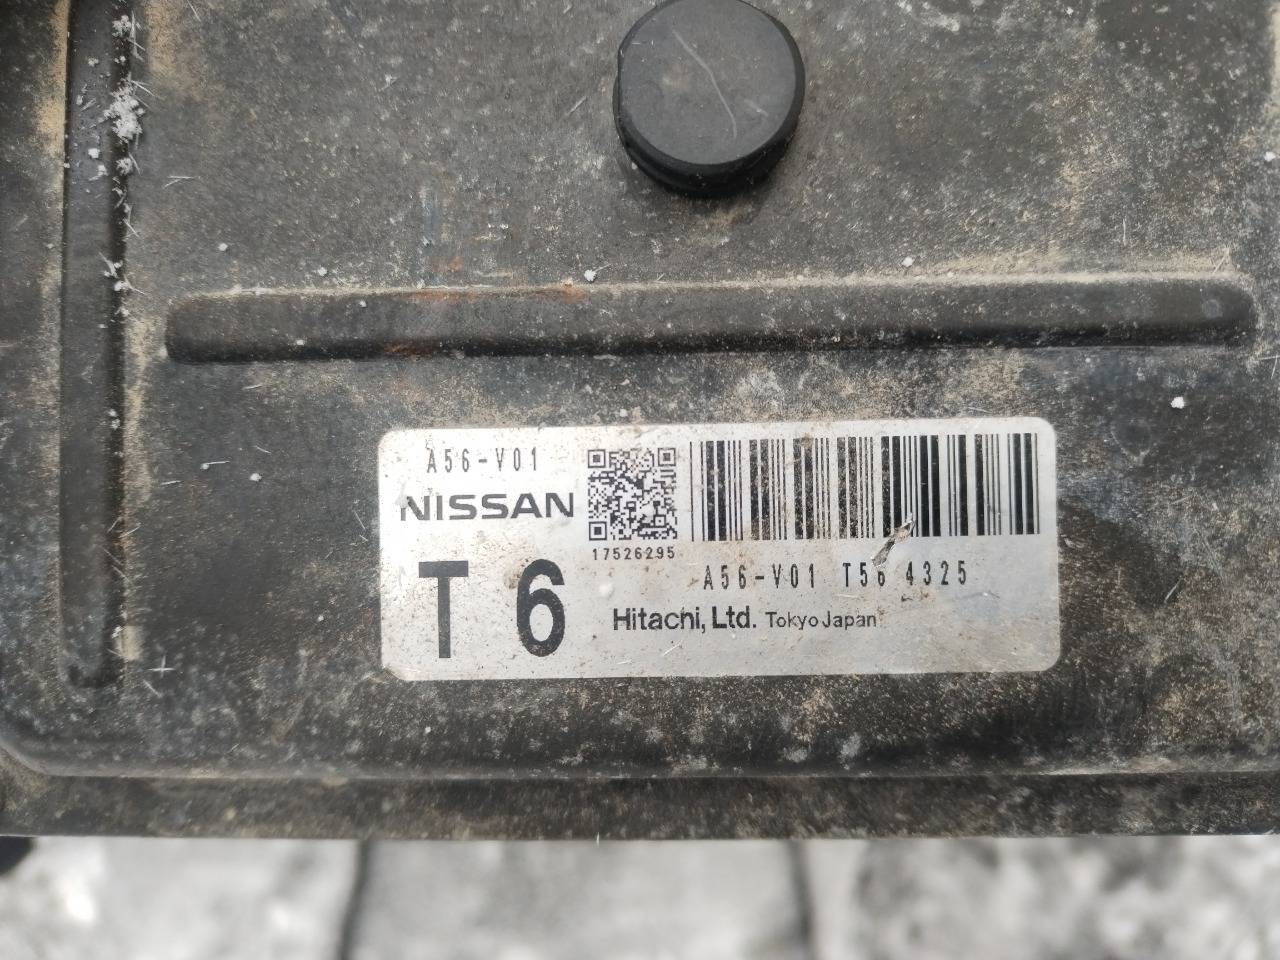 A56-V01
NISSAN
17526295
T 6
A56-V01 T56 4325
Hitachi, Ltd. Tokyo Japan